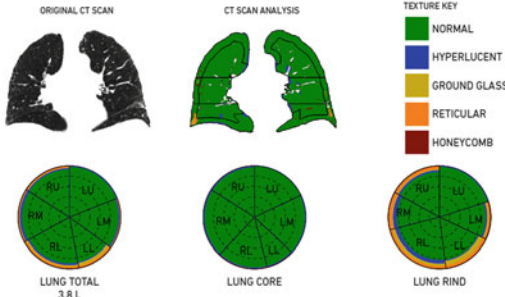 ORIGINAL CT SCAN
CT SCAN ANALYSIS
TEXTURE KEY
NORMAL
HYPERLUCENT
GROUND GLASS
RETICULAR
HONEYCOMB
RU LU
RM LM
RL LL
LUNG TOTAL
3.8 L
RU LU
RM LM
RL LL
LUNG CORE
RU LU
RM LM
RL LL
LUNG RIND